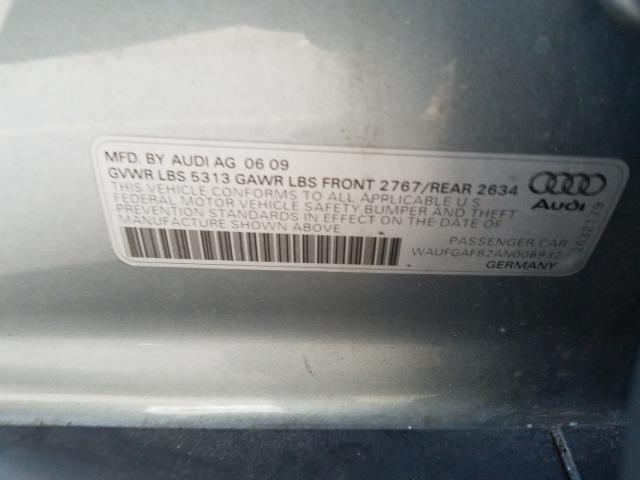 MFD. BY AUDI AG 06 09
GVWR LBS 5313 GAWR LBS FRONT 2767/REAR 2634
THIS VEHICLE CONFORMS TO ALL APPLICABLE U.S
FEDERAL MOTOR VEHICLE SAFETY BUMPER AND THEFT
PREVENTION STANDARDS IN EFFECT ON THE DATE OF
MANUFACTURE SHOWN ABOVE
Audi
PASSENGER CAR
WAUFGAFB2AN008932
GERMANY
2632179